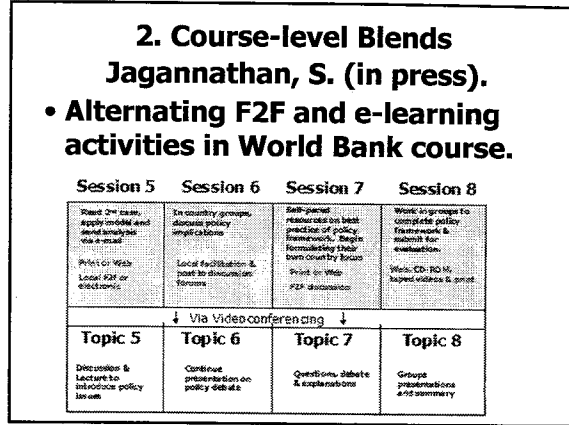 2. Course-level Blends
Jagannathan, S. (in press).
• Alternating F2F and e-learning
activities in World Bank course.
Session 5 Session 6 Session 7 Session 8
Read 2nd case,
apply model and
send analysis
via e-mail
Print or Web
Local F2F or
electronic
In country groups,
discuss policy
implications
Local facilitation &
post to discussion
forums
Self-paced
resources on best
practice of policy
framework. Begin
formulating their
own country focus
Print or Web
F2F discussion
Work in groups to
complete policy
framework &
submit for
evaluation.
Web, CD-ROM,
taped videos & print
↓ Via Videoconferencing ↓
Topic 5 Topic 6 Topic 7 Topic 8
Discussion &
Lecture to
introduce policy
issues
Continue
presentation on
policy debate
Questions, debate
& explanations
Groups
presentations
and summary